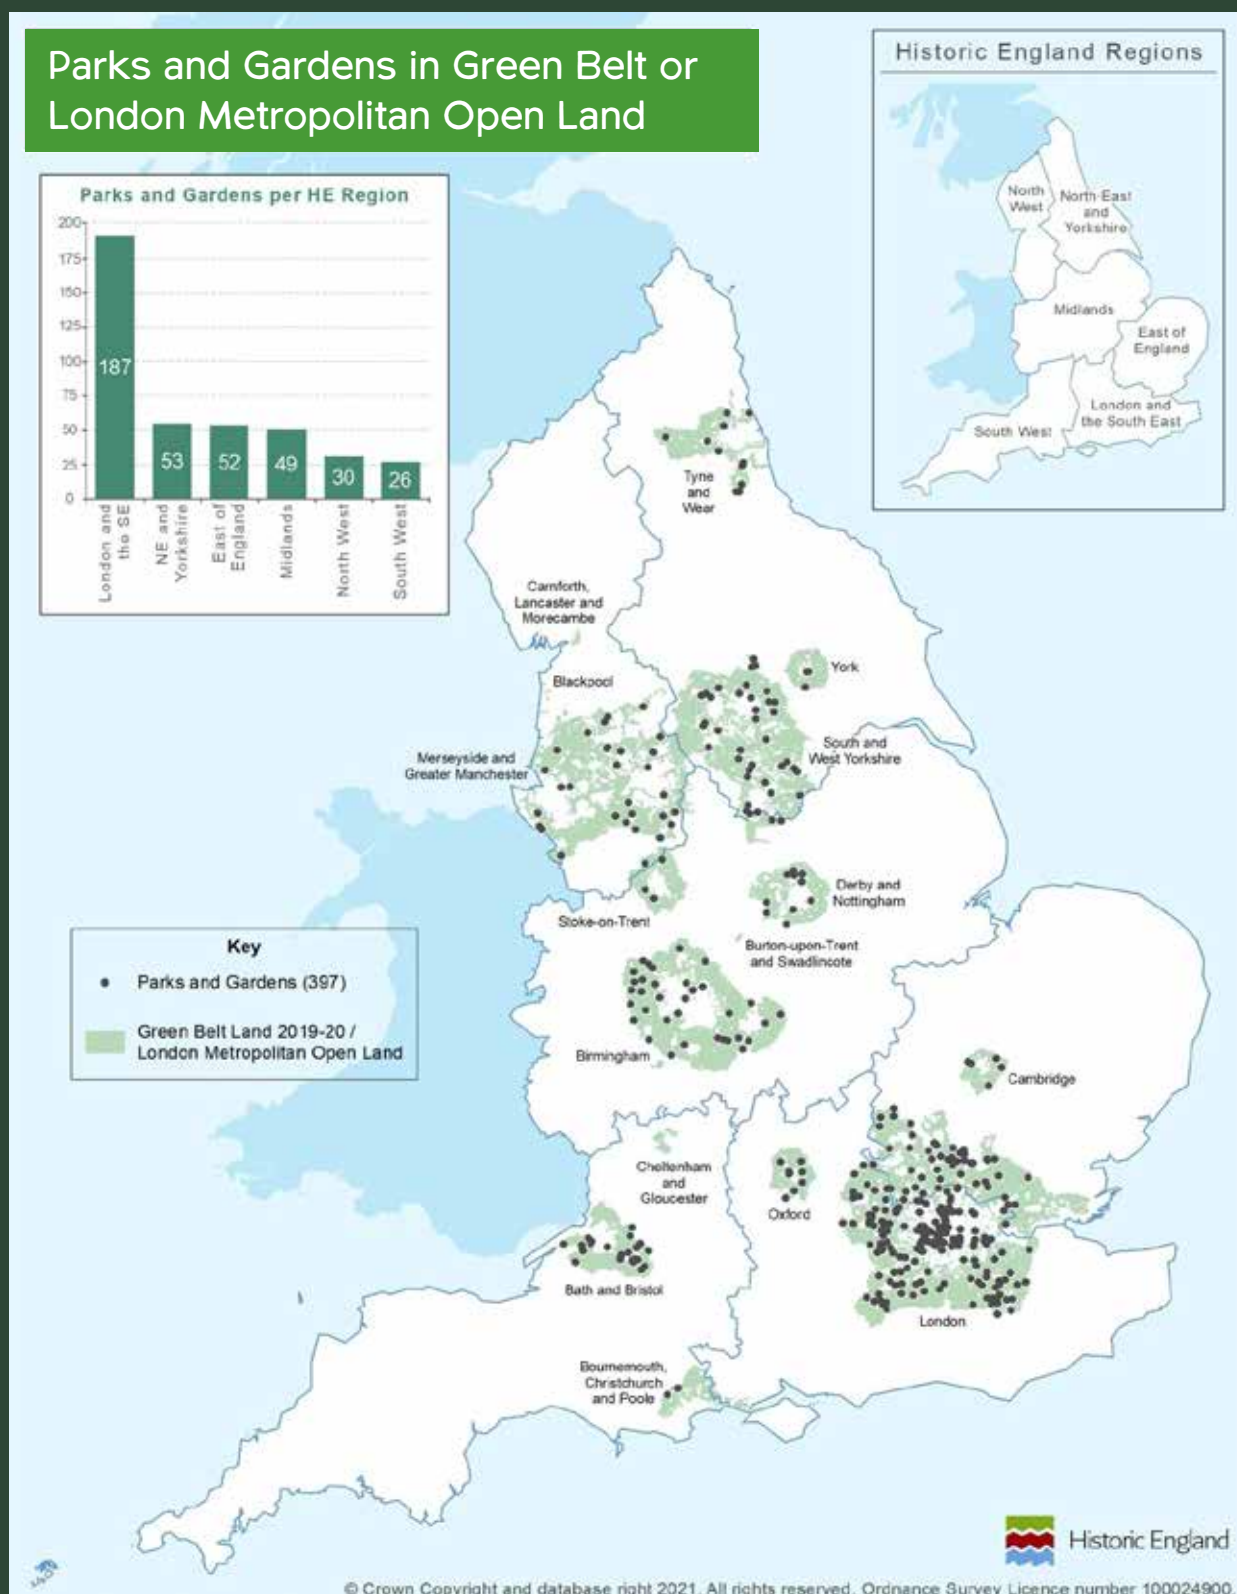 Parks and Gardens in Green Belt or
London Metropolitan Open Land
Historic England Regions
North
West
North-East
and
Yorkshire
Midlands
East of
England
London and
the South East
South West
Parks and Gardens per HE Region
200
175
150
125
100
75
50
25
0
187
53
52
49
30
26
London and
the SE
NE and
Yorkshire
East of
England
Midlands
North West
South West
Tyne
and
Wear
Carnforth,
Lancaster and
Morecambe
Blackpool
York
Merseyside and
Greater Manchester
South and
West Yorkshire
Derby and
Nottingham
Stoke-on-Trent
Burton-upon-Trent
and Swadlincote
Key
Parks and Gardens (397)
Green Belt Land 2019-20 /
London Metropolitan Open Land
Birmingham
Cambridge
Cheltenham
and
Gloucester
Oxford
Bath and Bristol
London
Bournemouth,
Christchurch
and Poole
Historic England
© Crown Copyright and database right 2021. All rights reserved. Ordnance Survey Licence number 100024900.